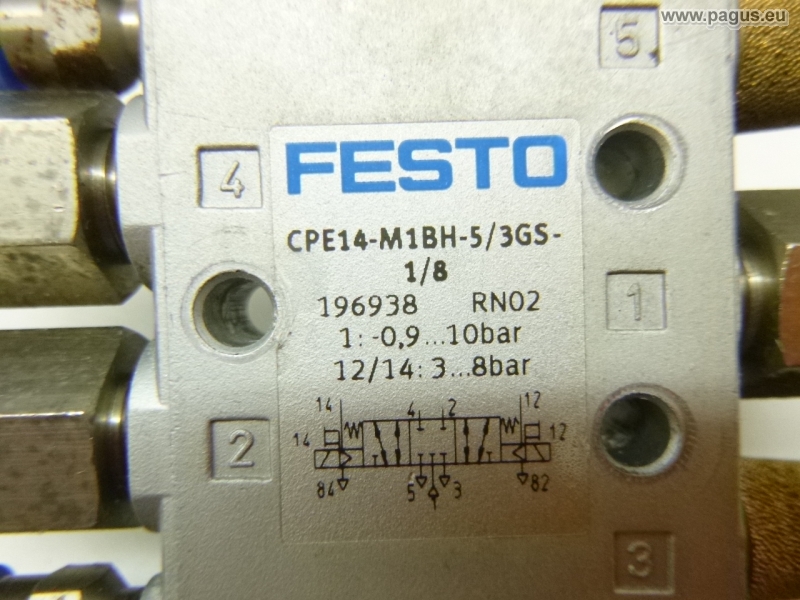 www.pagus.eu
5
4
FESTO
CPE14-M1BH-5/3GS-
1/8
196938 RN02
1: -0,9...10bar
12/14: 3...8bar
1
14 4 2 12
14 12
2
84 5 3 82
3